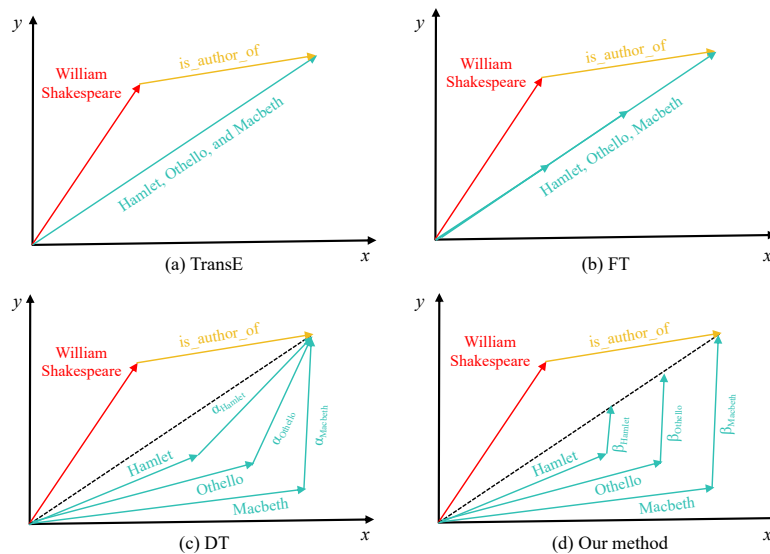 y
is_author_of
William
Shakespeare
Hamlet, Othello, and Macbeth
x
(a) TransE
y
is_author_of
William
Shakespeare
Hamlet, Othello, Macbeth
x
(b) FT
y
is_author_of
William
Shakespeare
αHamlet
αOthello
αMacbeth
Hamlet
Othello
Macbeth
x
(c) DT
y
is_author_of
William
Shakespeare
βHamlet
βOthello
βMacbeth
Hamlet
Othello
Macbeth
x
(d) Our method